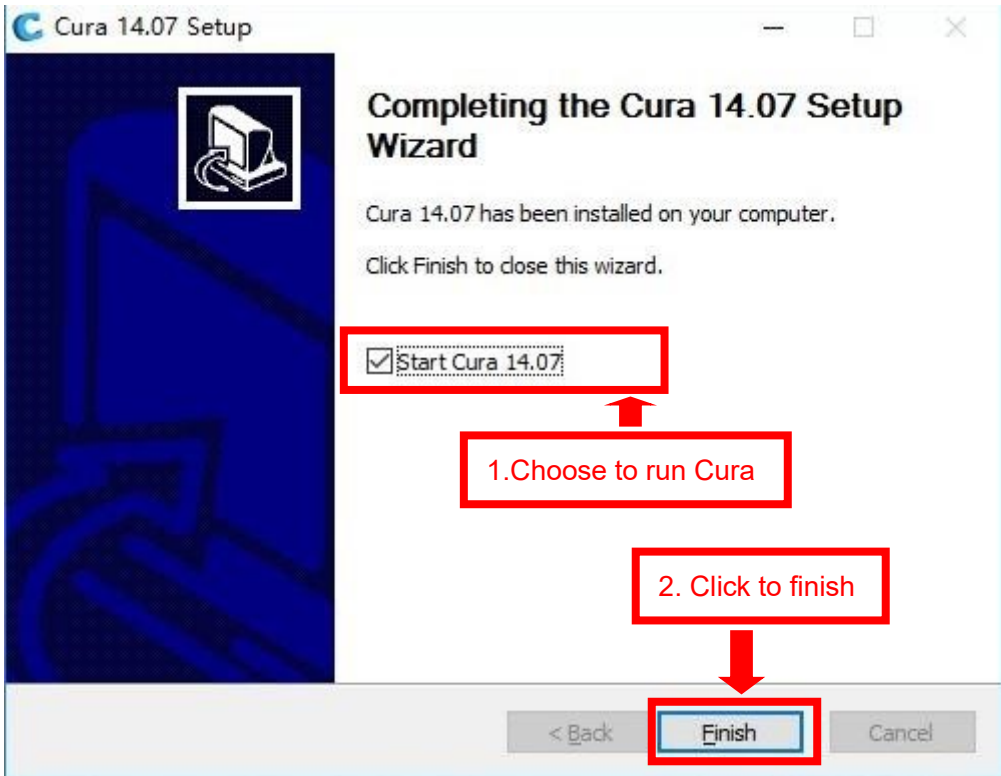 Cura 14.07 Setup
Completing the Cura 14.07 Setup
Wizard
Cura 14.07 has been installed on your computer.
Click Finish to close this wizard.
Start Cura 14.07
1.Choose to run Cura
2. Click to finish
< Back
Finish
Cancel